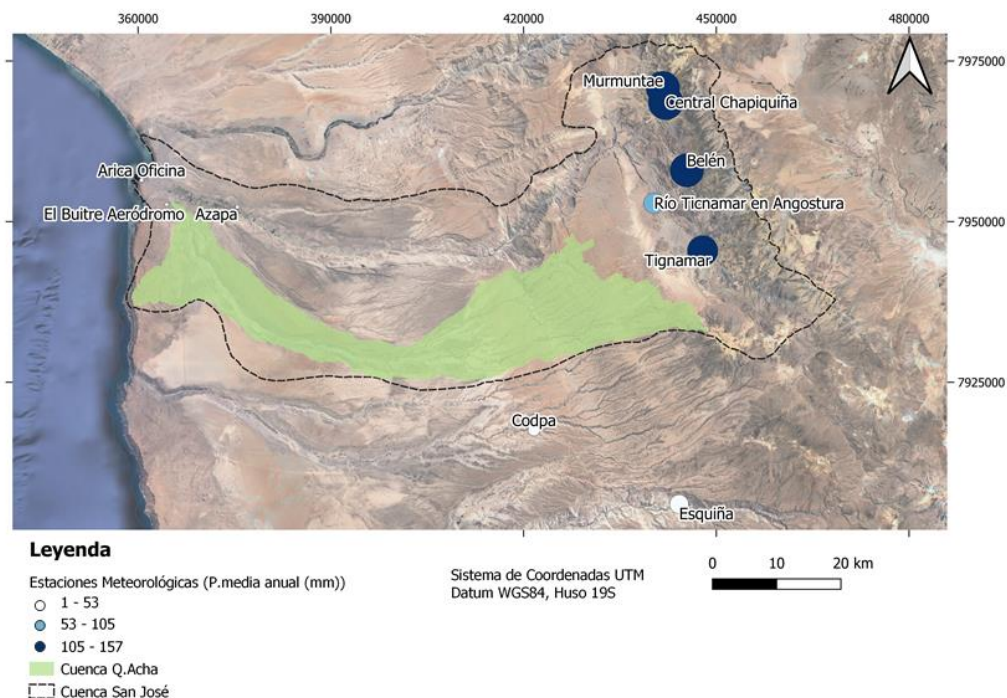 360000 390000 420000 450000 480000
7975000
Murmuntae
Central Chapiquiña
Arica Oficina
Belén
El Buitre Aeródromo Azapa
Río Ticnamar en Angostura
7950000
Tignamar
7925000
Codpa
Esquiña
Leyenda
Estaciones Meteorológicas (P.media anual (mm))
1 - 53
53 - 105
105 - 157
Cuenca Q.Acha
Cuenca San José
Sistema de Coordenadas UTM
Datum WGS84, Huso 19S
0 10 20 km